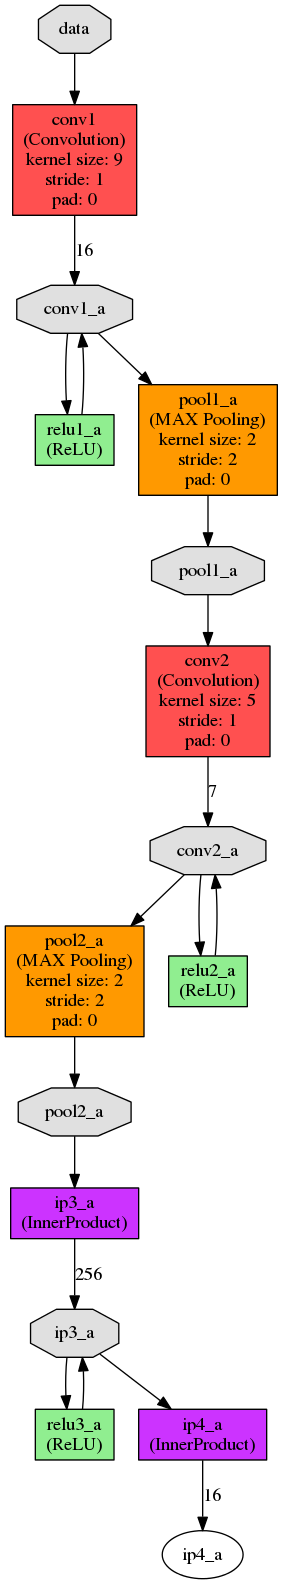 data
conv1
(Convolution)
kernel size: 9
stride: 1
pad: 0
16
conv1_a
relu1_a
(ReLU)
pool1_a
(MAX Pooling)
kernel size: 2
stride: 2
pad: 0
pool1_a
conv2
(Convolution)
kernel size: 5
stride: 1
pad: 0
7
conv2_a
pool2_a
(MAX Pooling)
kernel size: 2
stride: 2
pad: 0
relu2_a
(ReLU)
pool2_a
ip3_a
(InnerProduct)
256
ip3_a
relu3_a
(ReLU)
ip4_a
(InnerProduct)
16
ip4_a